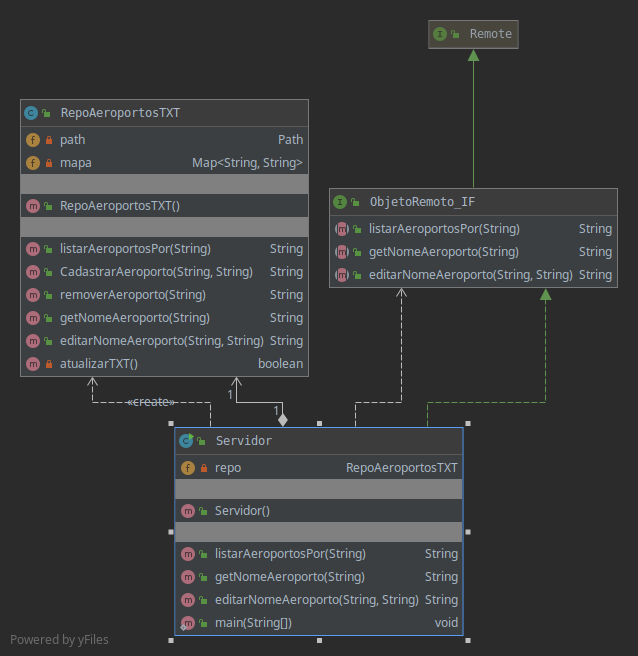 Remote
RepoAeroportosTXT
path Path
mapa Map<String, String>
RepoAeroportosTXT()
listarAeroportosPor(String) String
CadastrarAeroporto(String, String) String
removerAeroporto(String) String
getNomeAeroporto(String) String
editarNomeAeroporto(String, String) String
atualizarTXT() boolean
ObjetoRemoto_IF
listarAeroportosPor(String) String
getNomeAeroporto(String) String
editarNomeAeroporto(String, String) String
«create»
1
1
Servidor
repo RepoAeroportosTXT
Servidor()
listarAeroportosPor(String) String
getNomeAeroporto(String) String
editarNomeAeroporto(String, String) String
main(String[]) void
Powered by yFiles